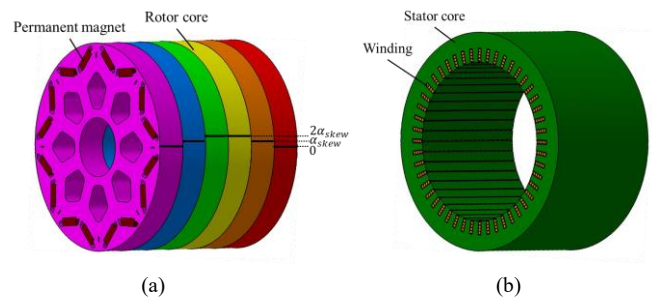 Permanent magnet
Rotor core
2α_skew
α_skew
0
Stator core
Winding
(a)
(b)